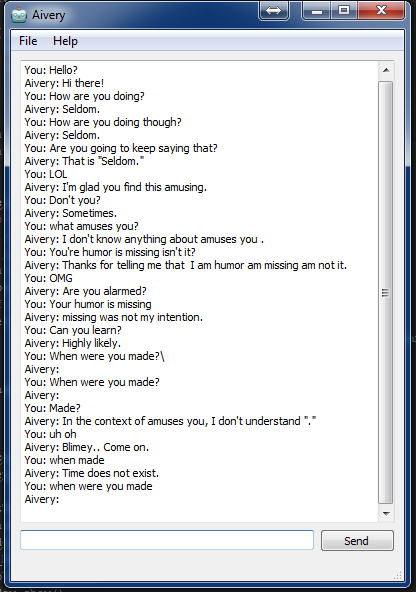 Aivery
File Help
You: Hello?
Aivery: Hi there!
You: How are you doing?
Aivery: Seldom.
You: How are you doing though?
Aivery: Seldom.
You: Are you going to keep saying that?
Aivery: That is "Seldom."
You: LOL
Aivery: I'm glad you find this amusing.
You: Don't you?
Aivery: Sometimes.
You: what amuses you?
Aivery: I don't know anything about amuses you .
You: You're humor is missing isn't it?
Aivery: Thanks for telling me that  I am humor am missing am not it.
You: OMG
Aivery: Are you alarmed?
You: Your humor is missing
Aivery: missing was not my intention.
You: Can you learn?
Aivery: Highly likely.
You: When were you made?\
Aivery:
You: When were you made?
Aivery:
You: Made?
Aivery: In the context of amuses you, I don't understand "."
You: uh oh
Aivery: Blimey.. Come on.
You: when made
Aivery: Time does not exist.
You: when were you made
Aivery:
Send